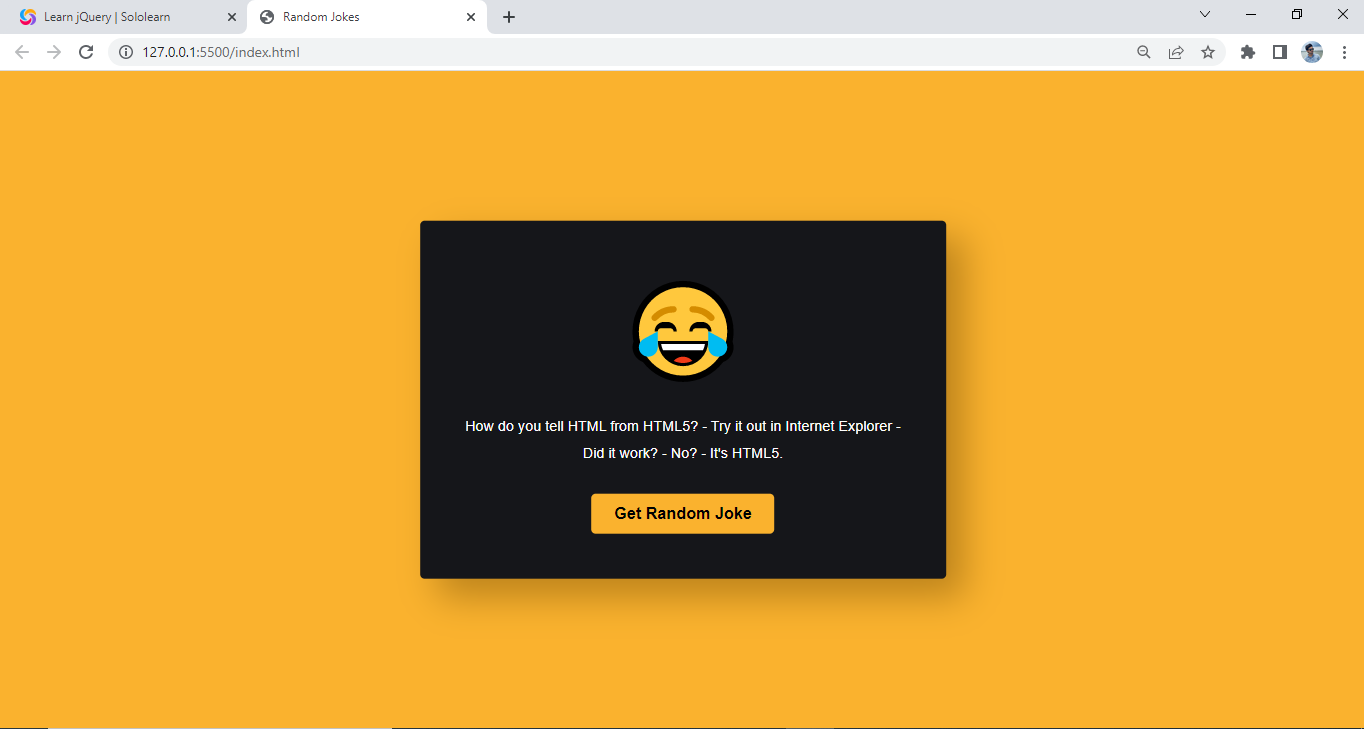 Learn jQuery | Sololearn
Random Jokes
127.0.0.1:5500/index.html
How do you tell HTML from HTML5? - Try it out in Internet Explorer -
Did it work? - No? - It's HTML5.
Get Random Joke